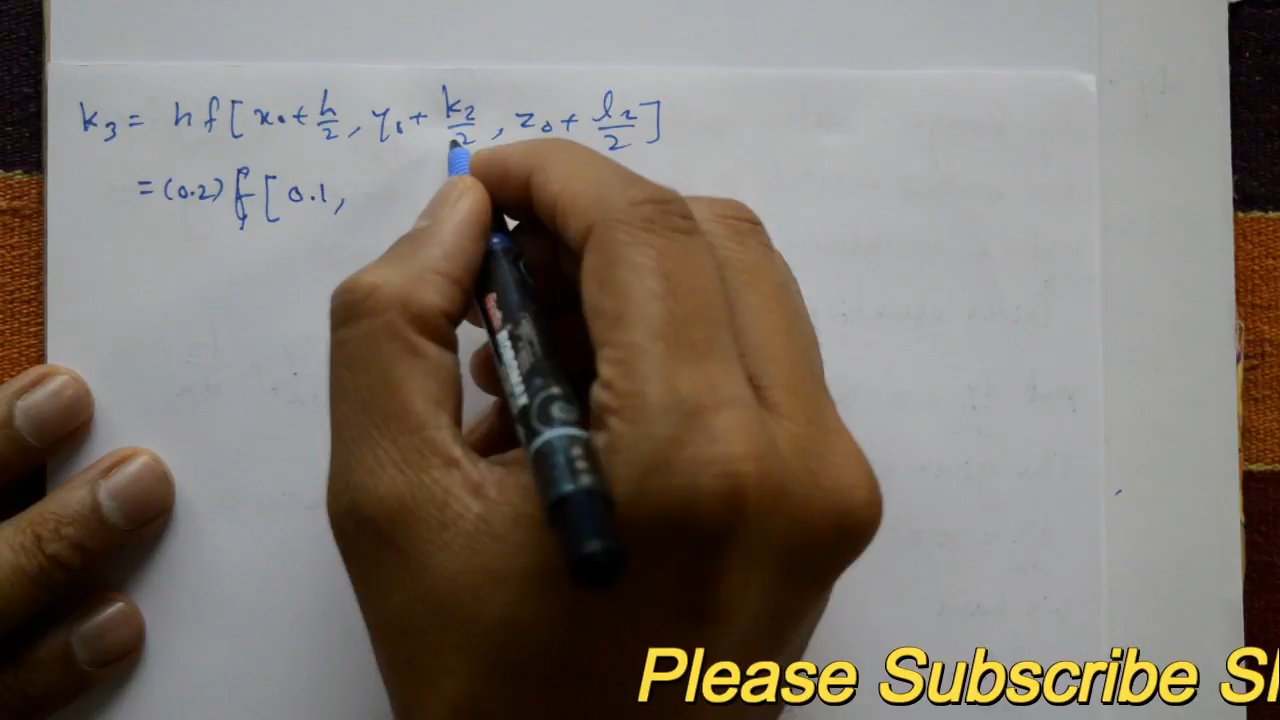 k₃ = hf[x₀ + h/2, y₀ + k₂/2, z₀ + l₂/2]
= (0.2) f [ 0.1,
Please Subscribe